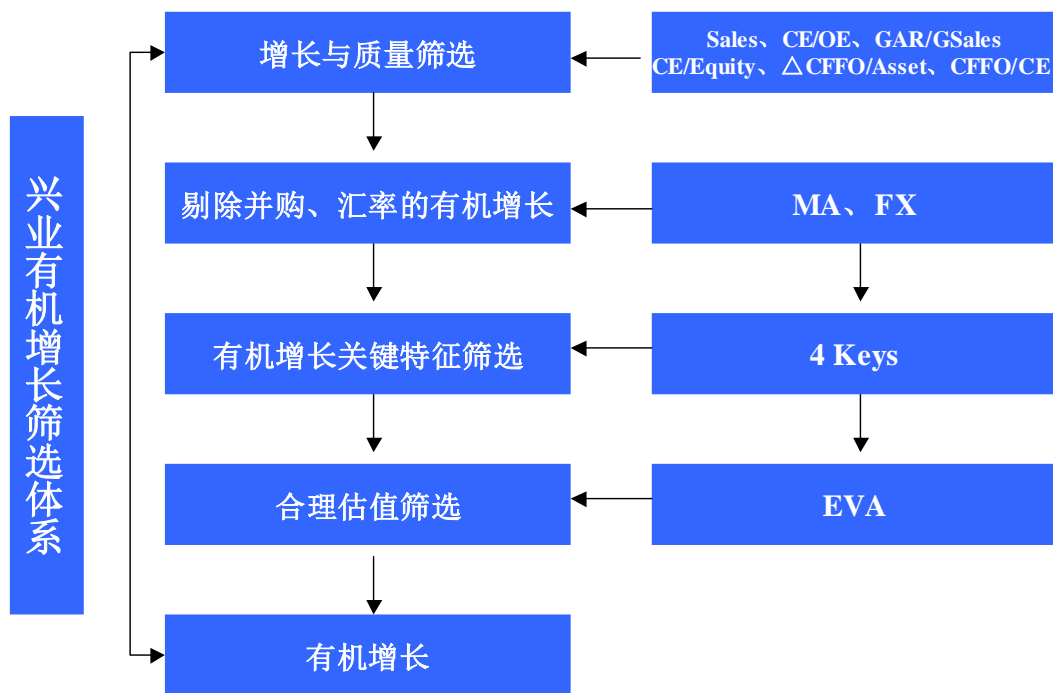 兴业有机增长筛选体系
增长与质量筛选
Sales、CE/OE、GAR/GSales
CE/Equity、△CFFO/Asset、CFFO/CE
剔除并购、汇率的有机增长
MA、FX
有机增长关键特征筛选
4 Keys
合理估值筛选
EVA
有机增长